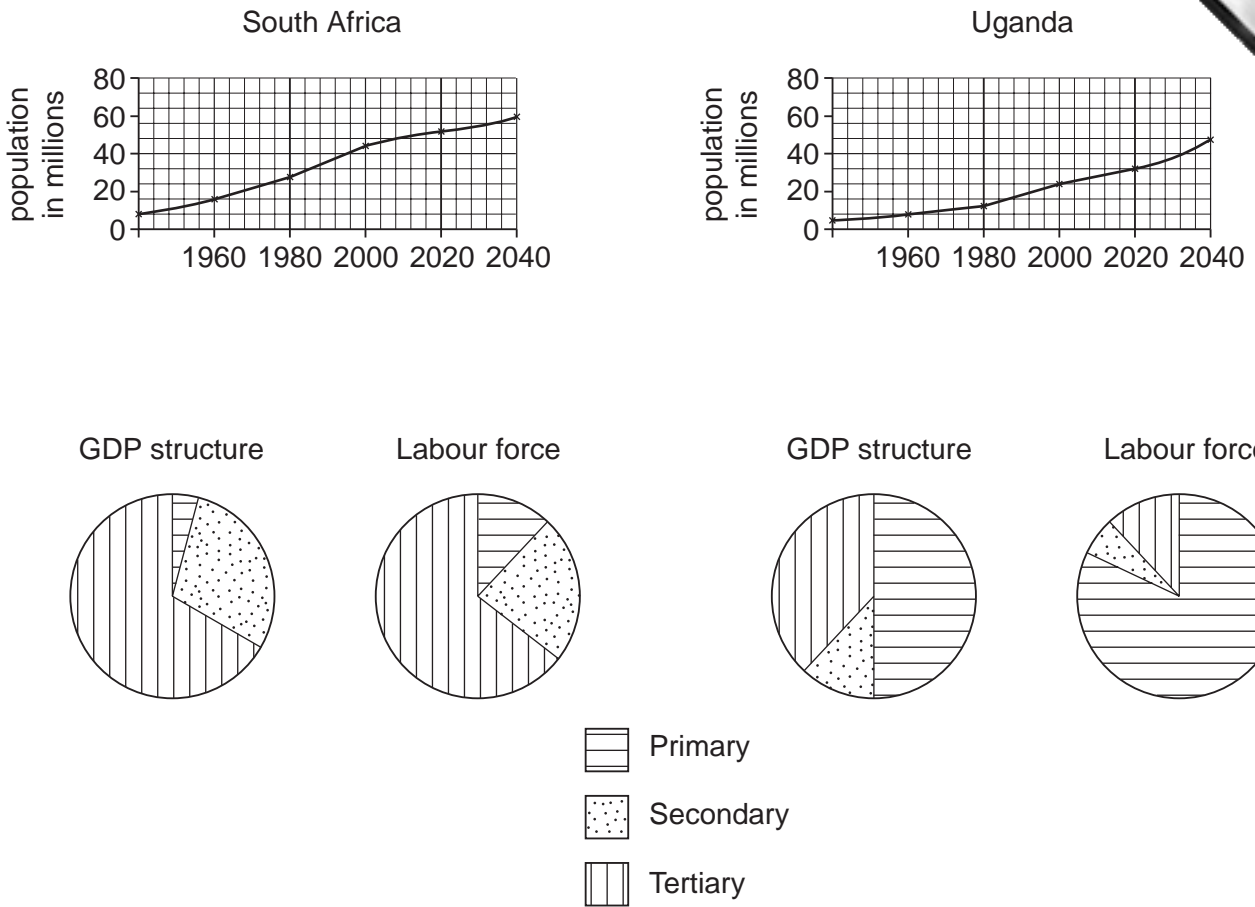 South Africa
Uganda
population
in millions
80
60
40
20
0
1960 1980 2000 2020 2040
population
in millions
80
60
40
20
0
1960 1980 2000 2020 2040
GDP structure
Labour force
GDP structure
Labour forc
Primary
Secondary
Tertiary